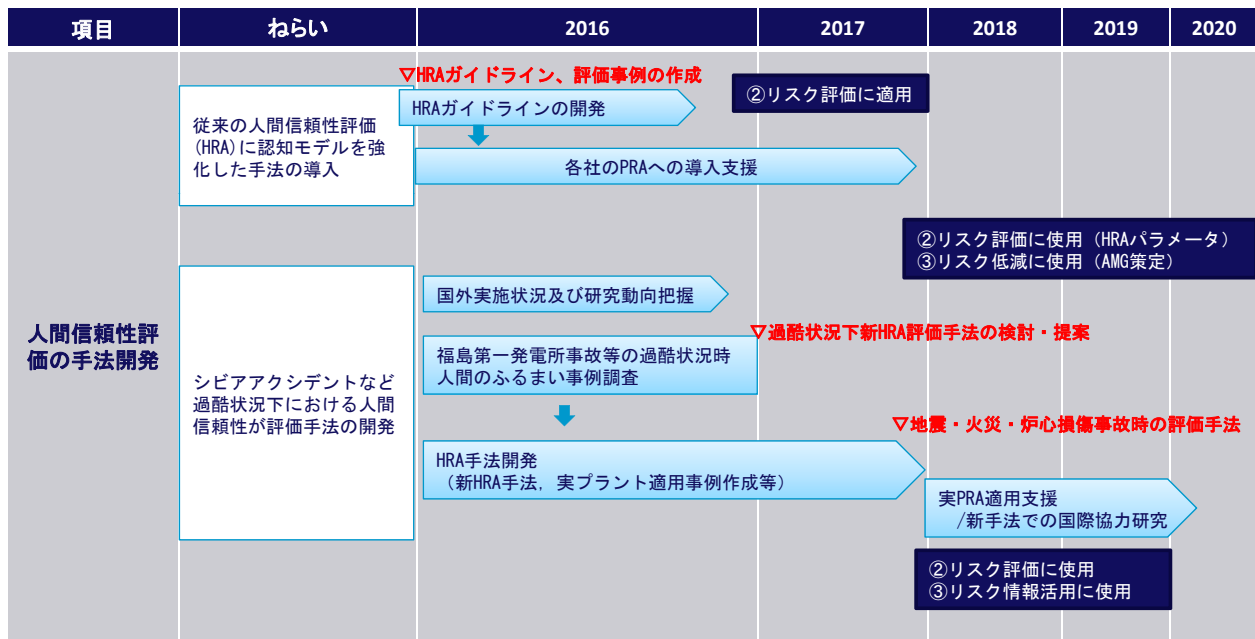 項目 ねらい 2016 2017 2018 2019 2020
▽HRAガイドライン、評価事例の作成
HRAガイドラインの開発
②リスク評価に適用
従来の人間信頼性評価
(HRA)に認知モデルを強
化した手法の導入
各社のPRAへの導入支援
②リスク評価に使用（HRAパラメータ）
③リスク低減に使用（AMG策定）
人間信頼性評
価の手法開発
シビアアクシデントなど
過酷状況下における人間
信頼性が評価手法の開発
国外実施状況及び研究動向把握
▽過酷状況下新HRA評価手法の検討・提案
福島第一発電所事故等の過酷状況時
人間のふるまい事例調査
▽地震・火災・炉心損傷事故時の評価手法
HRA手法開発
（新HRA手法, 実プラント適用事例作成等）
実PRA適用支援
/新手法での国際協力研究
②リスク評価に使用
③リスク情報活用に使用